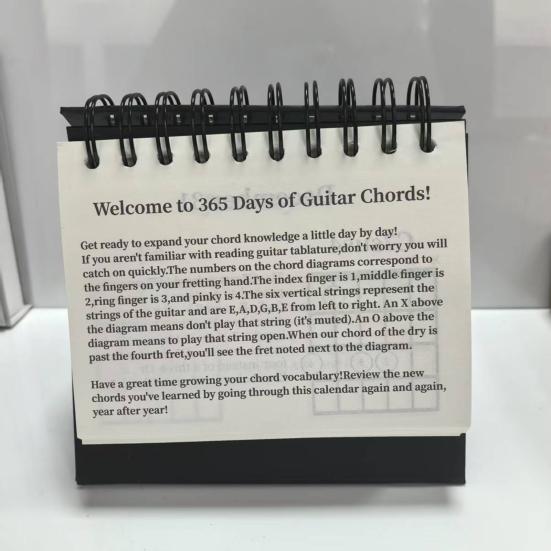 Welcome to 365 Days of Guitar Chords!
Get ready to expand your chord knowledge a little day by day!
If you aren't familiar with reading guitar tablature,don't worry you will
catch on quickly.The numbers on the chord diagrams correspond to
the fingers on your fretting hand.The index finger is 1,middle finger is
2,ring finger is 3,and pinky is 4.The six vertical strings represent the
strings of the guitar and are E,A,D,G,B,E from left to right. An X above
the diagram means don't play that string (it's muted).An O above the
diagram means to play that string open.When our chord of the dry is
past the fourth fret,you'll see the fret noted next to the diagram.
Have a great time growing your chord vocabulary!Review the new
chords you've learned by going through this calendar again and again,
year after year!